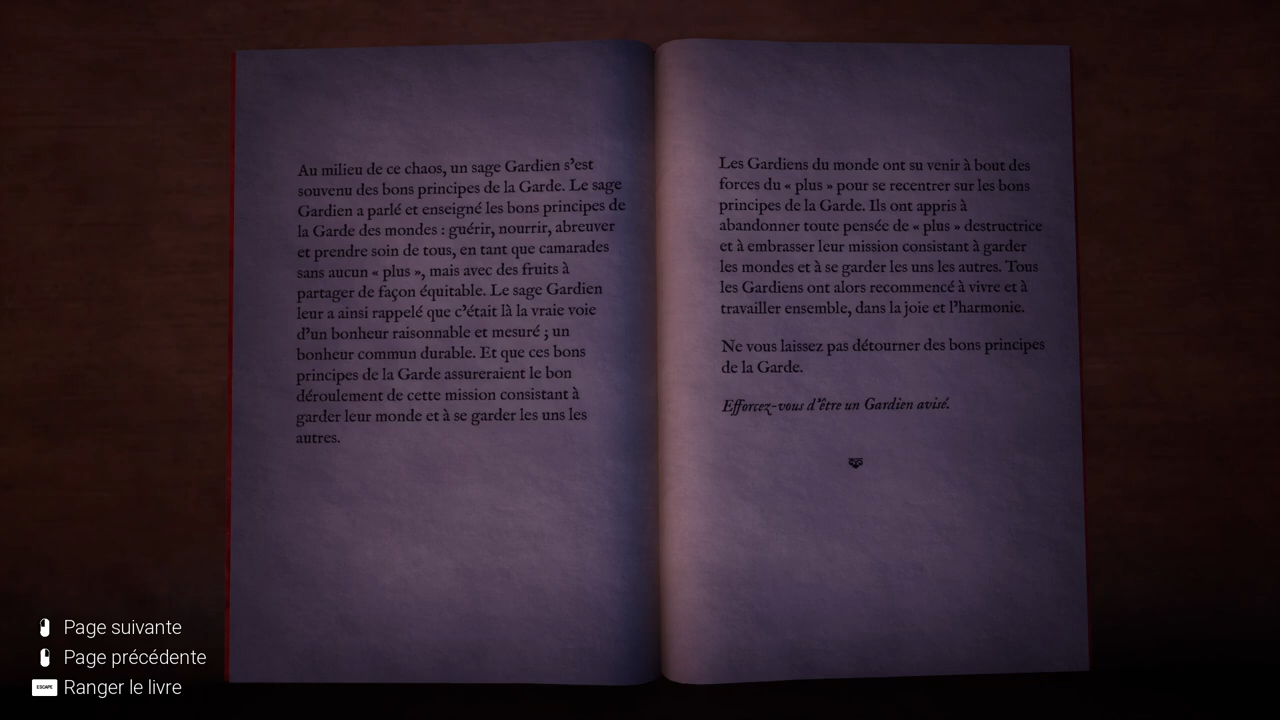 Au milieu de ce chaos, un sage Gardien s'est
souvenu des bons principes de la Garde. Le sage
Gardien a parlé et enseigné les bons principes de
la Garde des mondes : guérir, nourrir, abreuver
et prendre soin de tous, en tant que camarades
sans aucun « plus », mais avec des fruits à
partager de façon équitable. Le sage Gardien
leur a ainsi rappelé que c'était là la vraie voie
d'un bonheur raisonnable et mesuré ; un
bonheur commun durable. Et que ces bons
principes de la Garde assureraient le bon
déroulement de cette mission consistant à
garder leur monde et à se garder les uns les
autres.
Les Gardiens du monde ont su venir à bout des
forces du « plus » pour se recentrer sur les bons
principes de la Garde. Ils ont appris à
abandonner toute pensée de « plus » destructrice
et à embrasser leur mission consistant à garder
les mondes et à se garder les uns les autres. Tous
les Gardiens ont alors recommencé à vivre et à
travailler ensemble, dans la joie et l'harmonie.
Ne vous laissez pas détourner des bons principes
de la Garde.
Efforcez-vous d'être un Gardien avisé.
Page suivante
Page précédente
ESCAPE Ranger le livre